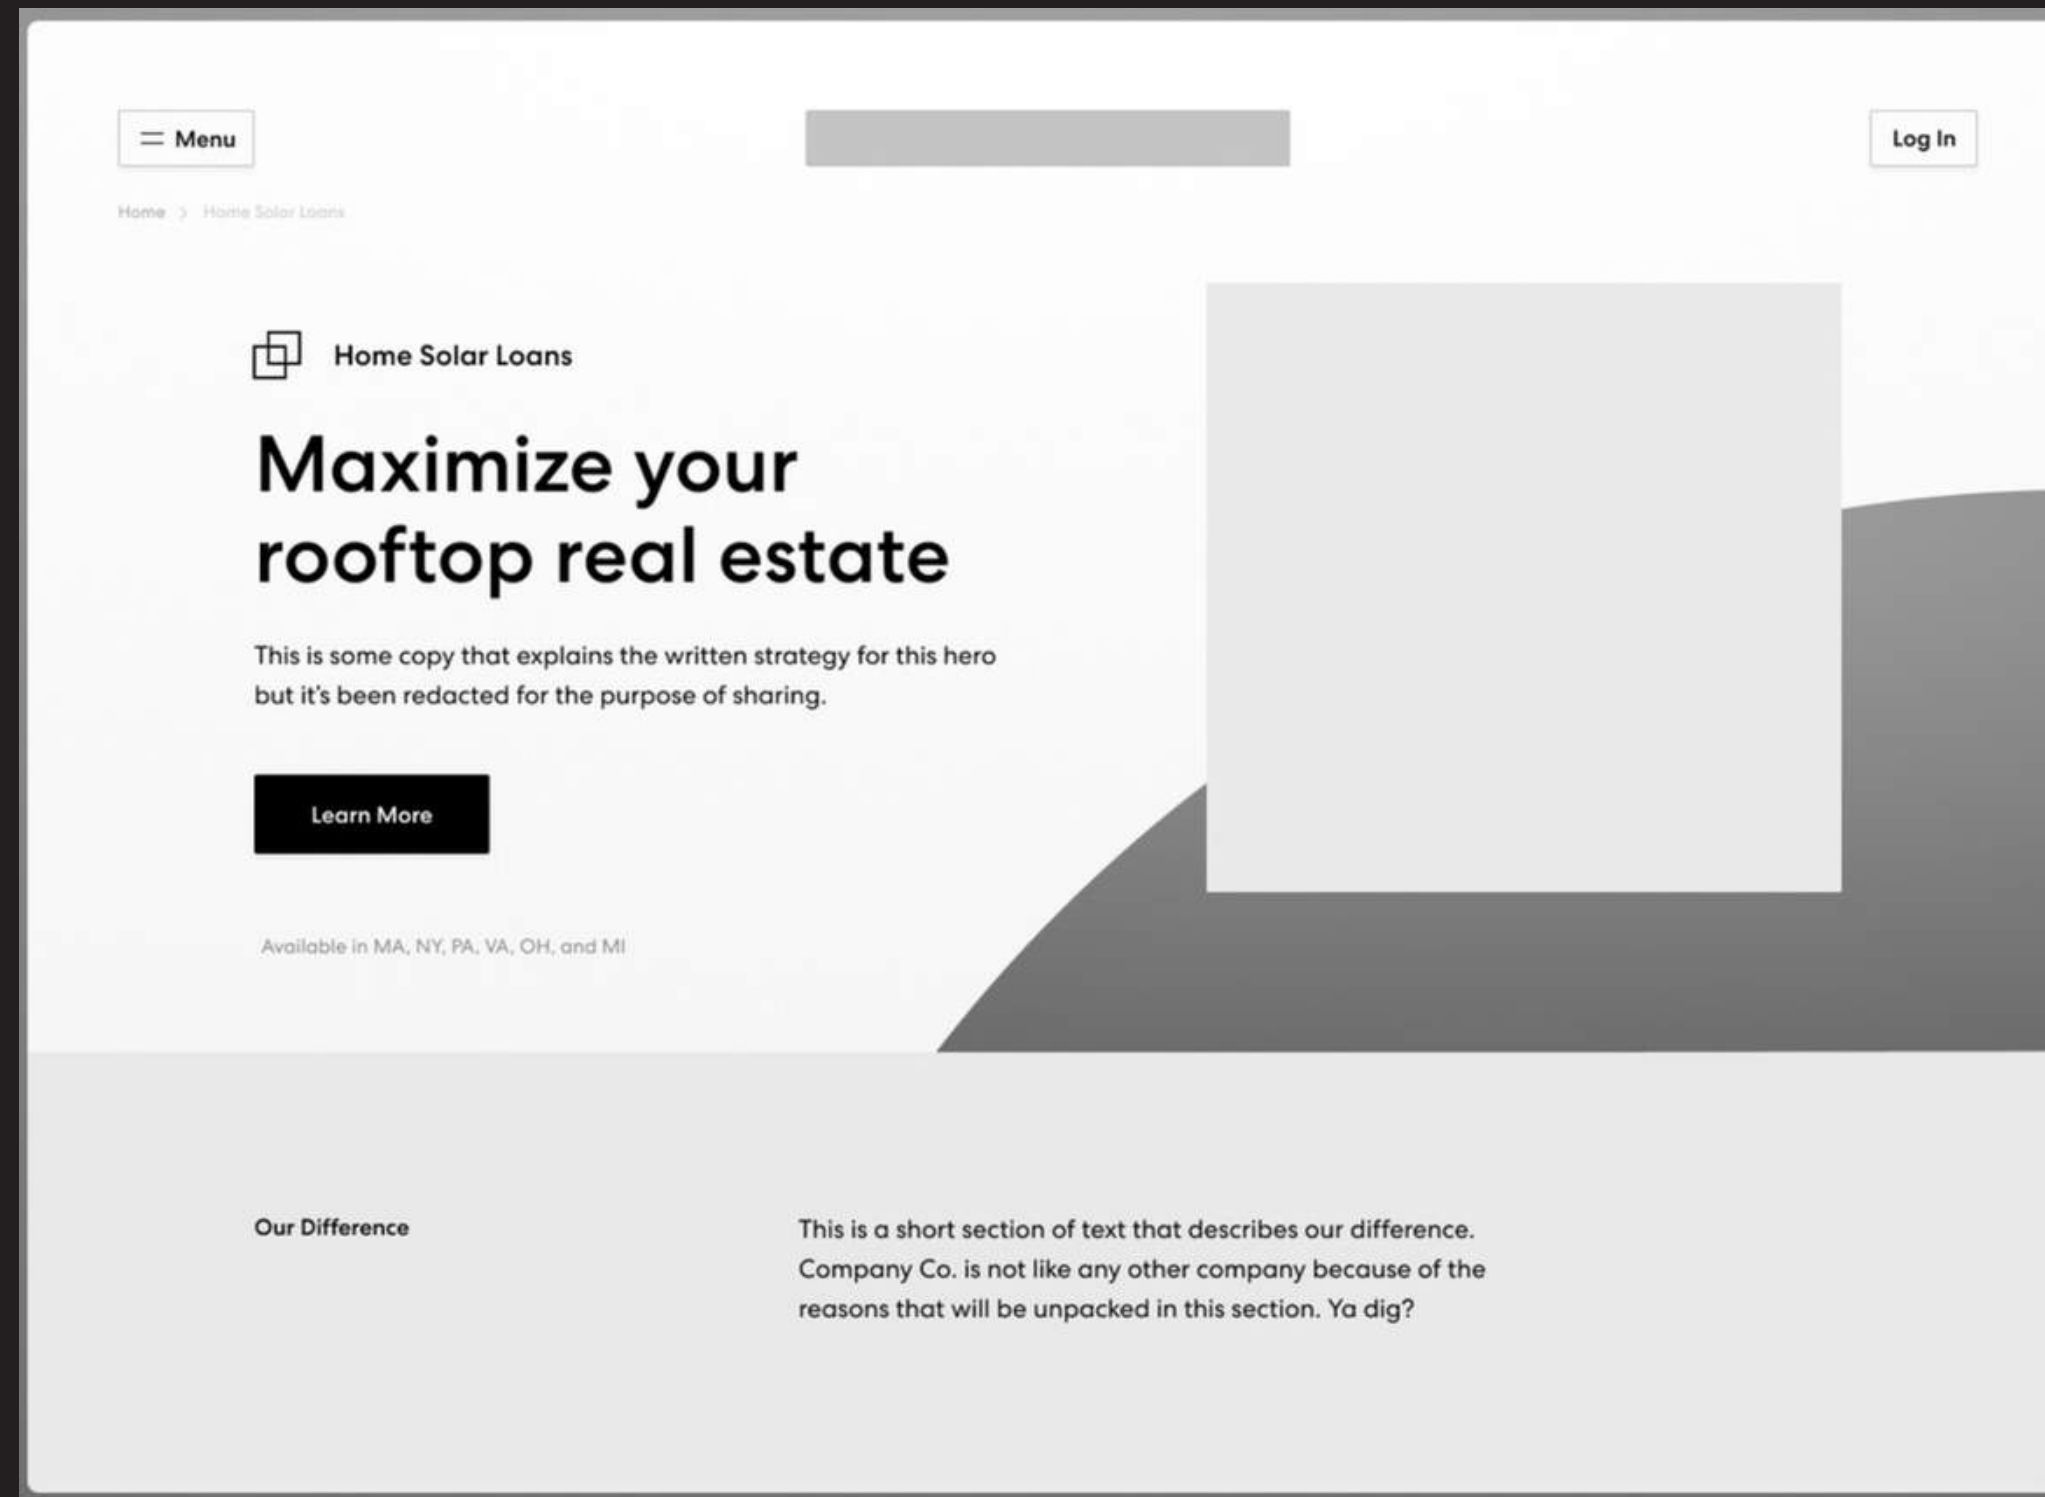 Menu
Log In
Home > Home Solar Loans
Home Solar Loans
Maximize your
rooftop real estate
This is some copy that explains the written strategy for this hero
but it's been redacted for the purpose of sharing.
Learn More
Available in MA, NY, PA, VA, OH, and MI
Our Difference
This is a short section of text that describes our difference.
Company Co. is not like any other company because of the
reasons that will be unpacked in this section. Ya dig?